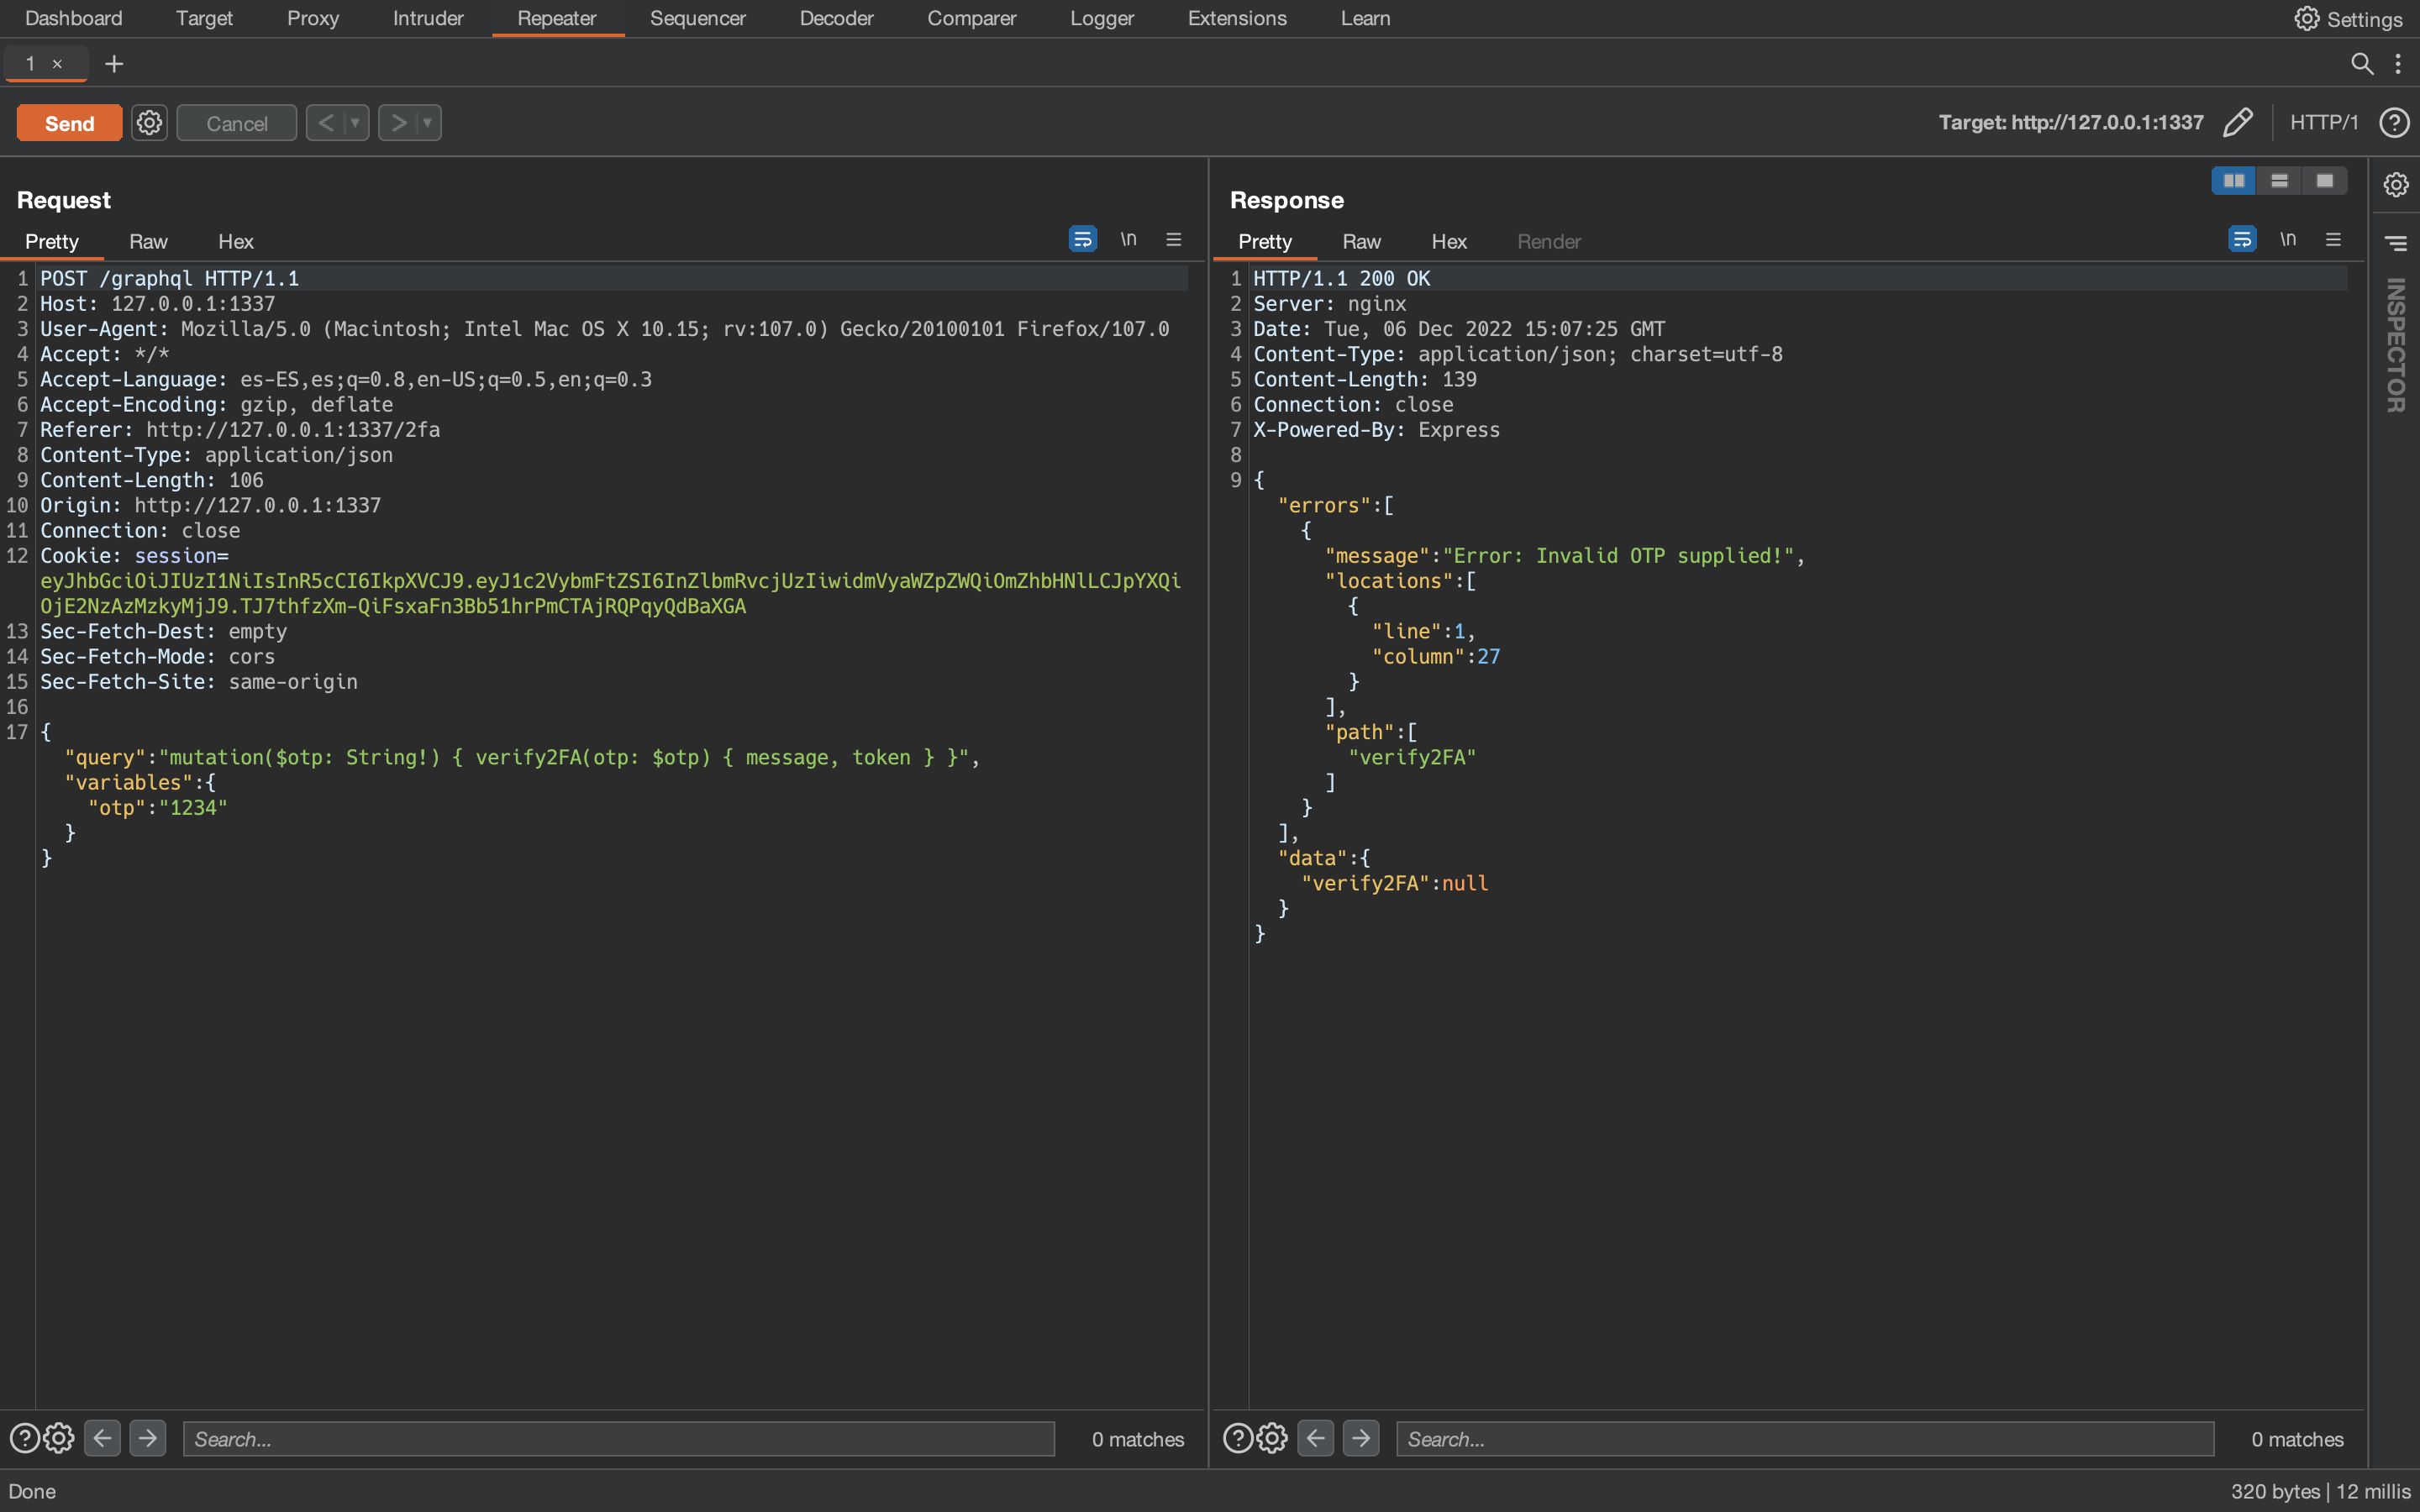 Dashboard Target Proxy Intruder Repeater Sequencer Decoder Comparer Logger Extensions Learn Settings
1 × +
Send Cancel < > Target: http://127.0.0.1:1337 HTTP/1 ?
Request
Pretty Raw Hex \n
1 POST /graphql HTTP/1.1
2 Host: 127.0.0.1:1337
3 User-Agent: Mozilla/5.0 (Macintosh; Intel Mac OS X 10.15; rv:107.0) Gecko/20100101 Firefox/107.0
4 Accept: */*
5 Accept-Language: es-ES,es;q=0.8,en-US;q=0.5,en;q=0.3
6 Accept-Encoding: gzip, deflate
7 Referer: http://127.0.0.1:1337/2fa
8 Content-Type: application/json
9 Content-Length: 106
10 Origin: http://127.0.0.1:1337
11 Connection: close
12 Cookie: session=
eyJhbGciOiJIUzI1NiIsInR5cCI6IkpXVCJ9.eyJ1c2VybmFtZSI6InZlbmRvcjUzIiwidmVyaWZpZWQiOmZhbHNlLCJpYXQi
OjE2NzAzMzkyMjJ9.TJ7thfzXm-QiFsxaFn3Bb51hrPmCTAjRQPqyQdBaXGA
13 Sec-Fetch-Dest: empty
14 Sec-Fetch-Mode: cors
15 Sec-Fetch-Site: same-origin
16
17 {
"query":"mutation($otp: String!) { verify2FA(otp: $otp) { message, token } }",
"variables":{
"otp":"1234"
}
}
? Search... 0 matches
Response
Pretty Raw Hex Render \n
1 HTTP/1.1 200 OK
2 Server: nginx
3 Date: Tue, 06 Dec 2022 15:07:25 GMT
4 Content-Type: application/json; charset=utf-8
5 Content-Length: 139
6 Connection: close
7 X-Powered-By: Express
8
9 {
"errors":[
{
"message":"Error: Invalid OTP supplied!",
"locations":[
{
"line":1,
"column":27
}
],
"path":[
"verify2FA"
]
}
],
"data":{
"verify2FA":null
}
}
? Search... 0 matches
INSPECTOR
Done 320 bytes | 12 millis